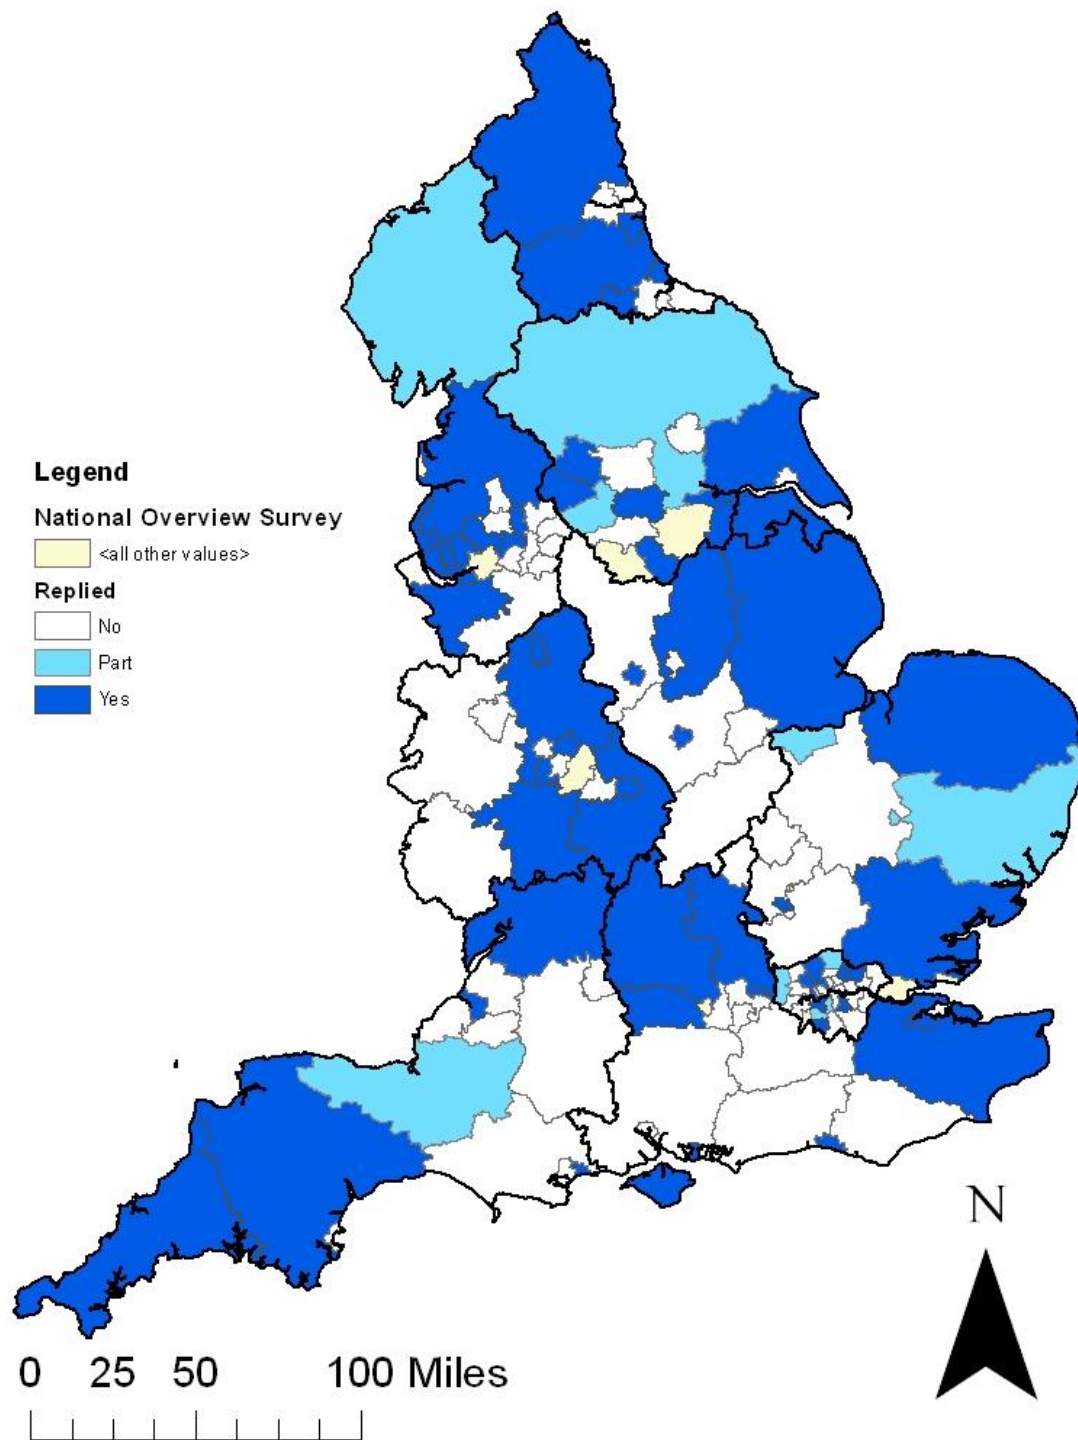 Legend
National Overview Survey
<all other values>
Replied
No
Part
Yes
N
0 25 50 100 Miles